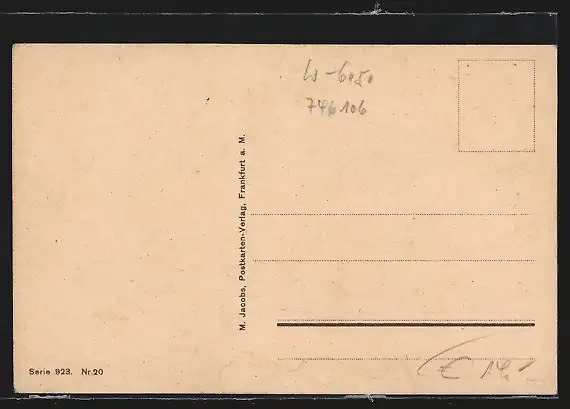 W-6050
746106
M. Jacobs, Postkarten-Verlag, Frankfurt a. M.
Serie 923. Nr. 20
€ 14,-